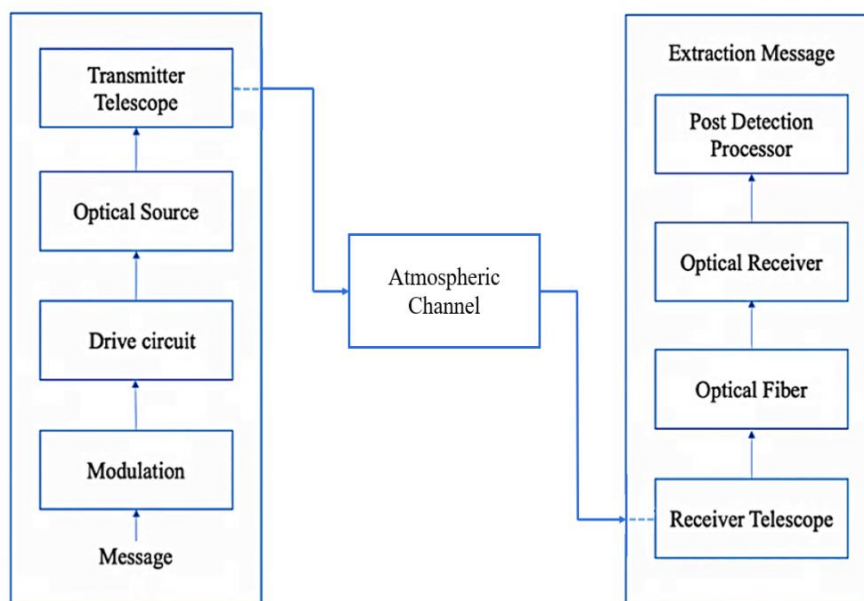 Transmitter
Telescope
Optical Source
Drive circuit
Modulation
Message
Atmospheric
Channel
Extraction Message
Post Detection
Processor
Optical Receiver
Optical Fiber
Receiver Telescope